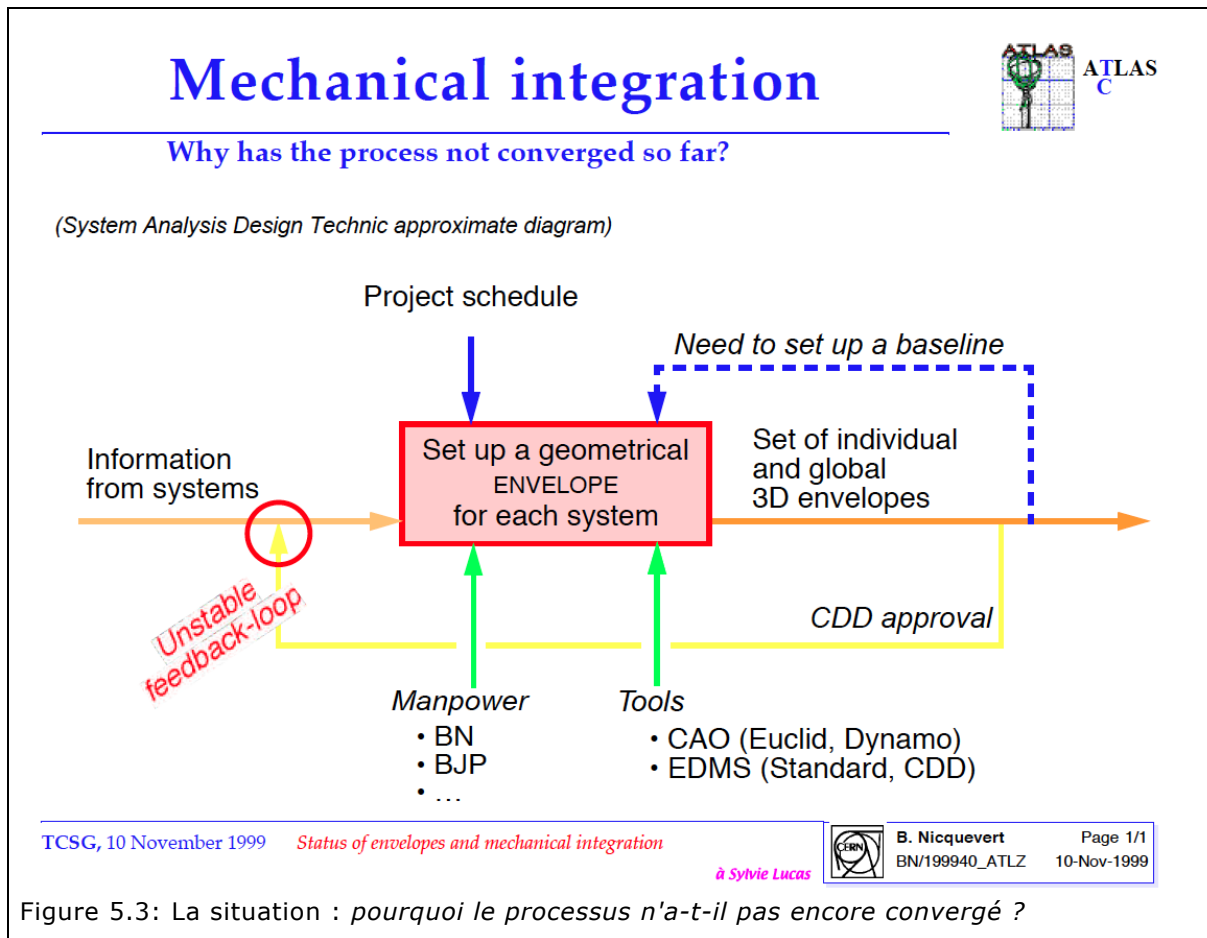 Mechanical integration
ATLAS
ATLAS
C
Why has the process not converged so far?
(System Analysis Design Technic approximate diagram)
Project schedule
Need to set up a baseline
Information
from systems
Set up a geometrical
ENVELOPE
for each system
Set of individual
and global
3D envelopes
Unstable
feedback-loop
CDD approval
Manpower
• BN
• BJP
• …
Tools
• CAO (Euclid, Dynamo)
• EDMS (Standard, CDD)
TCSG, 10 November 1999 Status of envelopes and mechanical integration
à Sylvie Lucas
CERN
B. Nicquevert Page 1/1
BN/199940_ATLZ 10-Nov-1999
Figure 5.3: La situation : pourquoi le processus n'a-t-il pas encore convergé ?